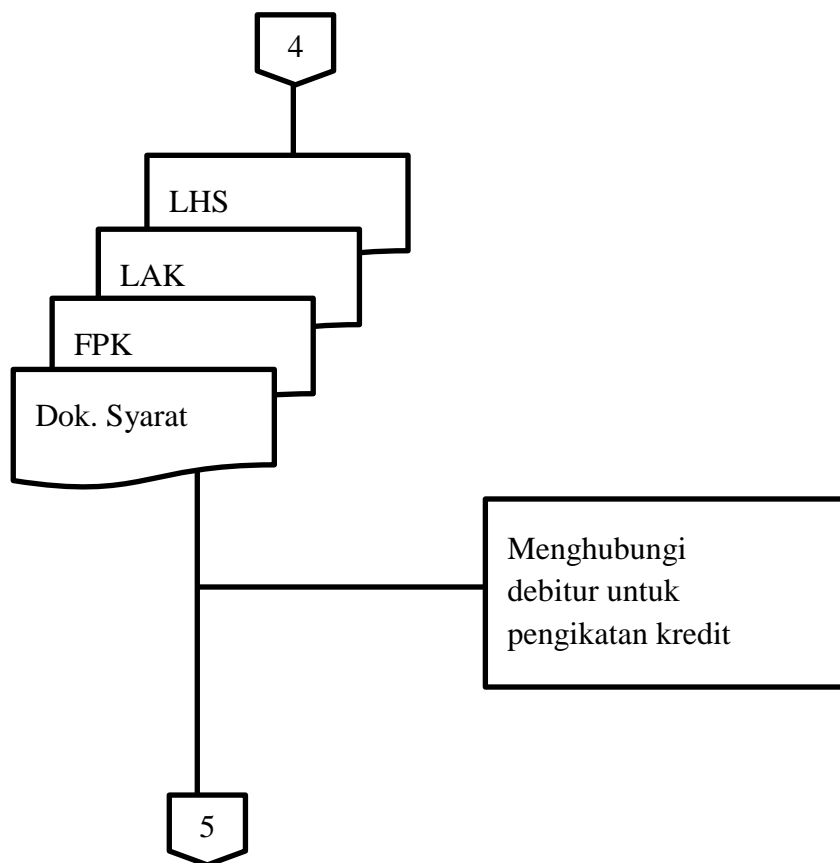 4
LHS
LAK
FPK
Dok. Syarat
Menghubungi
debitur untuk
pengikatan kredit
5